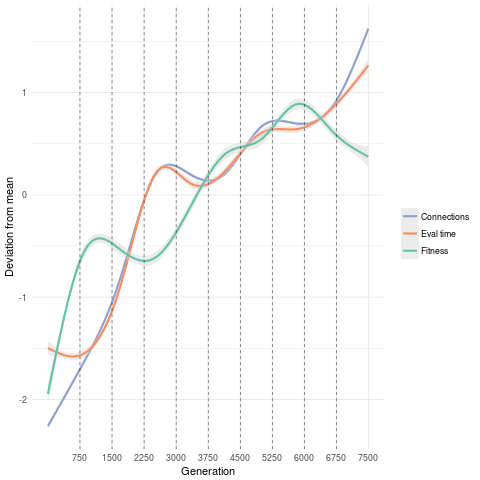 Deviation from mean
1
0
-1
-2
750 1500 2250 3000 3750 4500 5250 6000 6750 7500
Generation
Connections
Eval time
Fitness